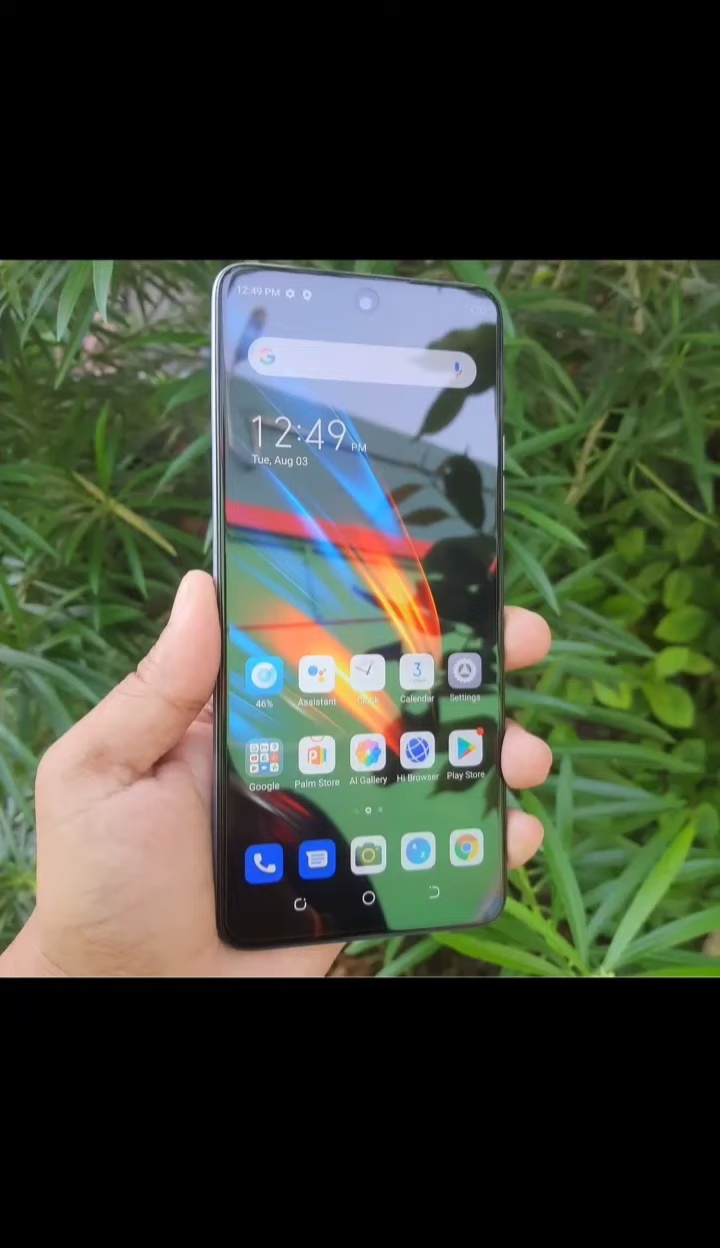 12:49 PM
G
12:49 PM
Tue, Aug 03
3
46% Assistant Clock Calendar Settings
Google Palm Store AI Gallery Hi Browser Play Store